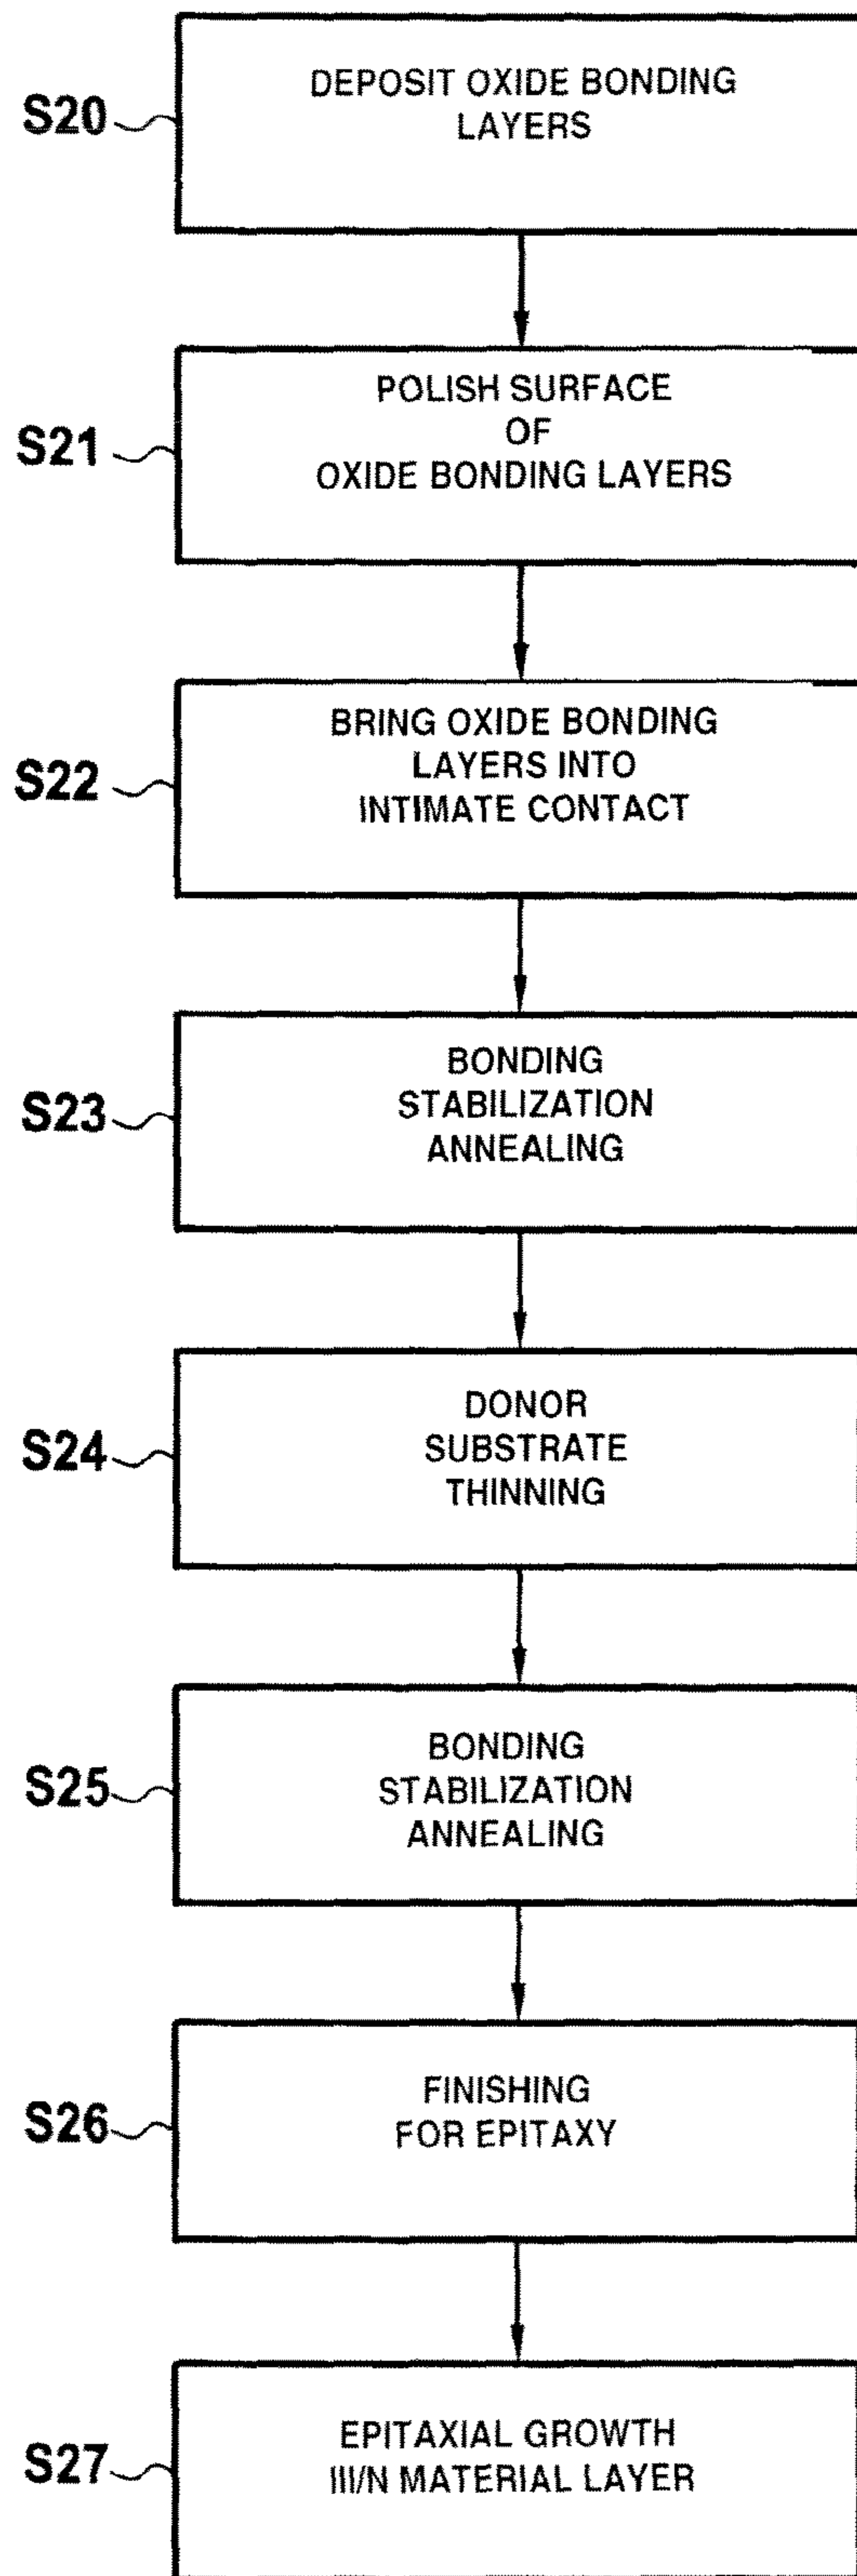 S20
DEPOSIT OXIDE BONDING
LAYERS
S21
POLISH SURFACE
OF
OXIDE BONDING LAYERS
S22
BRING OXIDE BONDING
LAYERS INTO
INTIMATE CONTACT
S23
BONDING
STABILIZATION
ANNEALING
S24
DONOR
SUBSTRATE
THINNING
S25
BONDING
STABILIZATION
ANNEALING
S26
FINISHING
FOR EPITAXY
S27
EPITAXIAL GROWTH
III/N MATERIAL LAYER